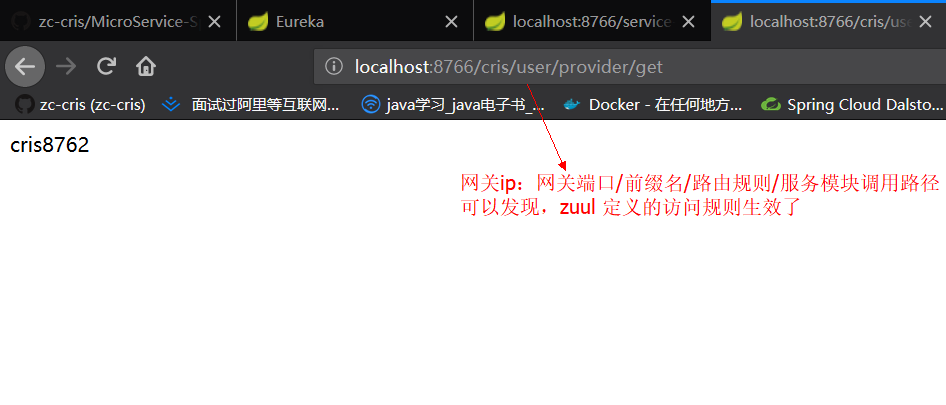 zc-cris/MicroService-S
Eureka
localhost:8766/service
localhost:8766/cris/use
localhost:8766/cris/user/provider/get
zc-cris (zc-cris)
面试过阿里等互联网...
java学习_java电子书_...
Docker - 在任何地方...
Spring Cloud Dalsto...
cris8762
网关ip：网关端口/前缀名/路由规则/服务模块调用路径
可以发现，zuul 定义的访问规则生效了